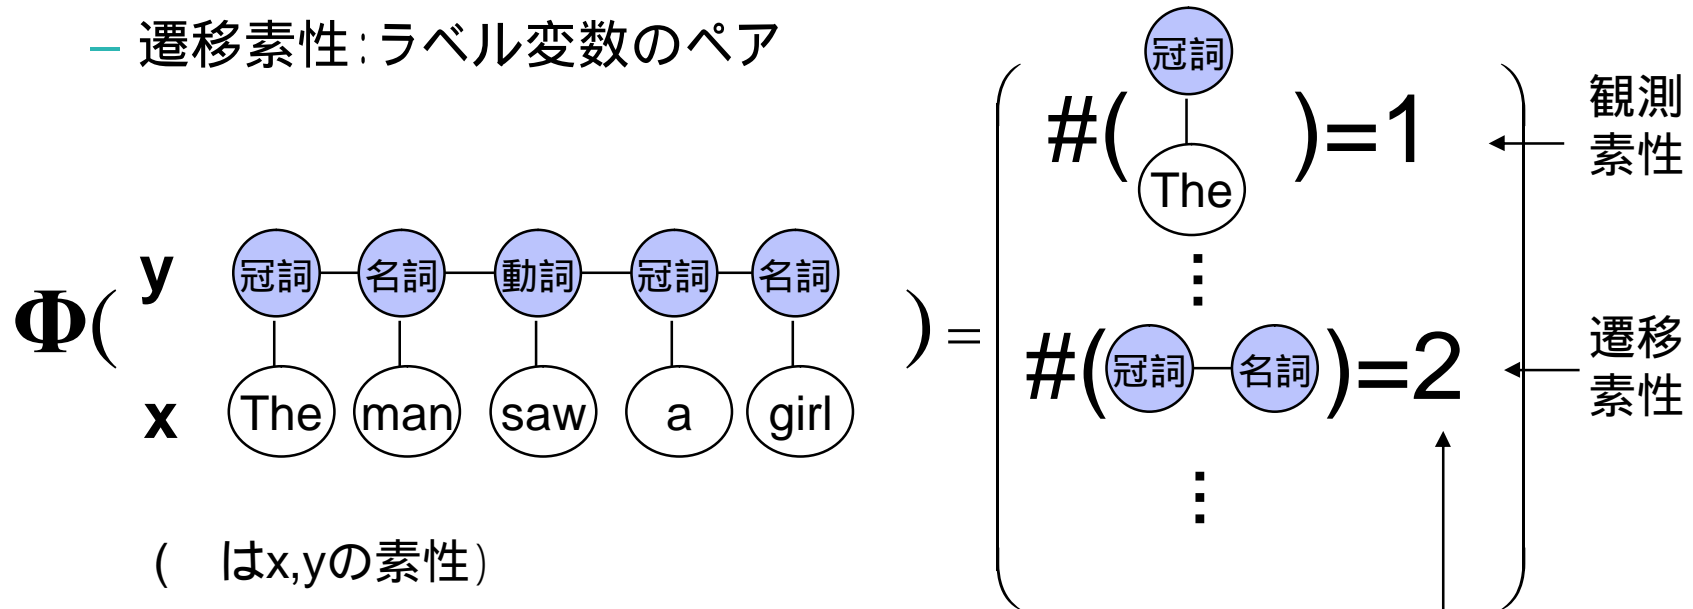 – 遷移素性:ラベル変数のペア
冠詞
#( )=1
The
観測
素性
⋮
y 冠詞 名詞 動詞 冠詞 名詞
Φ( ) =
x The man saw a girl
#(冠詞 名詞)=2
遷移
素性
⋮
( はx,yの素性)